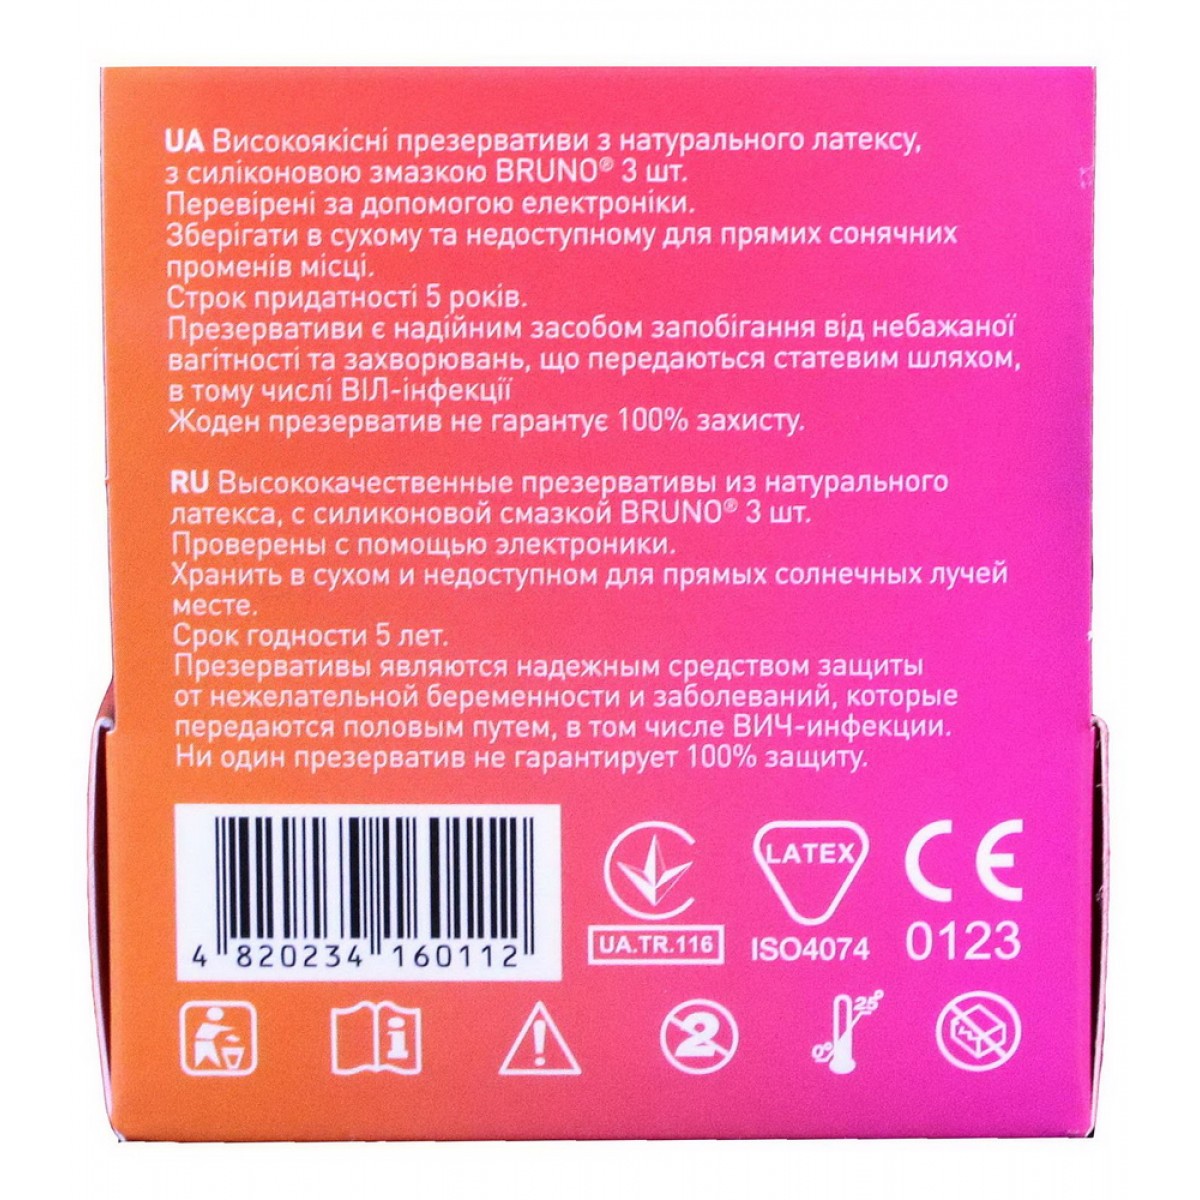 UA Високоякісні презервативи з натурального латексу,
з силіконовою змазкою BRUNO® 3 шт.
Перевірені за допомогою електроніки.
Зберігати в сухому та недоступному для прямих сонячних
променів місці.
Строк придатності 5 років.
Презервативи є надійним засобом запобігання від небажаної
вагітності та захворювань, що передаються статевим шляхом,
в тому числі ВІЛ-інфекції
Жоден презерватив не гарантує 100% захисту.
RU Высококачественные презервативы из натурального
латекса, с силиконовой смазкой BRUNO® 3 шт.
Проверены с помощью электроники.
Хранить в сухом и недоступном для прямых солнечных лучей
месте.
Срок годности 5 лет.
Презервативы являются надежным средством защиты
от нежелательной беременности и заболеваний, которые
передаются половым путем, в том числе ВИЧ-инфекции.
Ни один презерватив не гарантирует 100% защиту.
4 820234 160112
UA.TR.116
LATEX
ISO4074
CE
0123
i
!
2
0° 25°